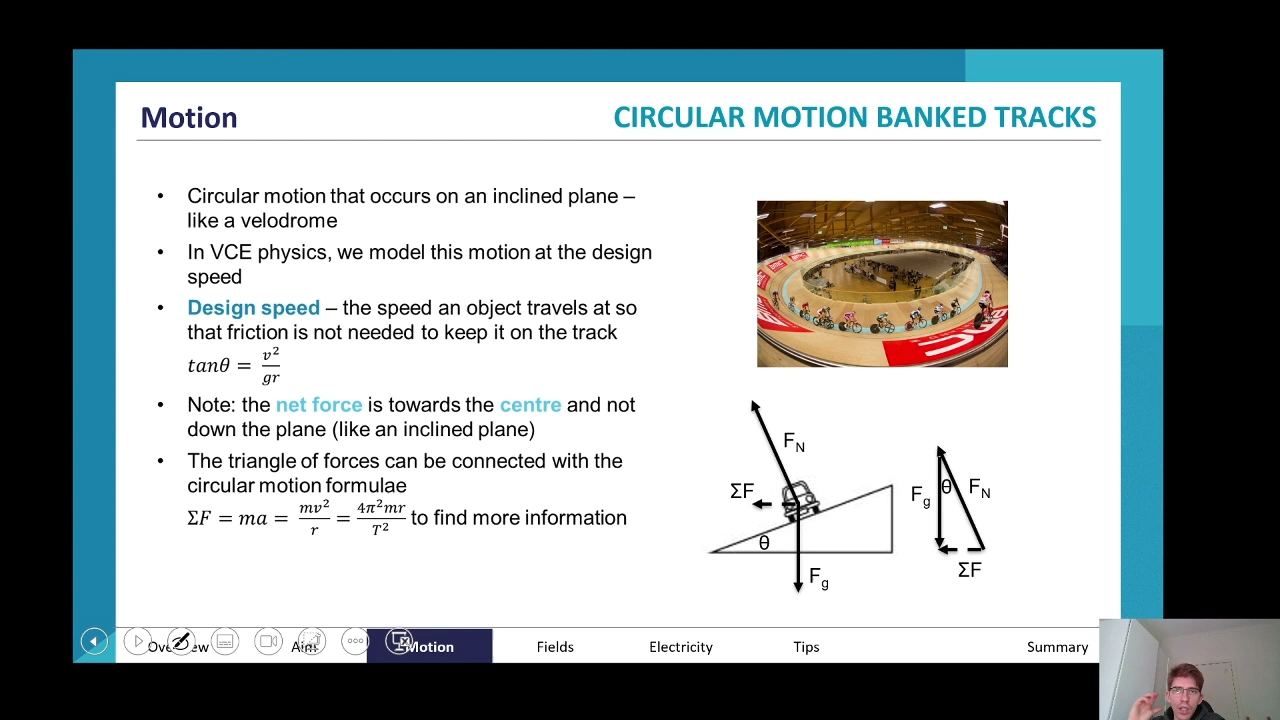 Motion
CIRCULAR MOTION BANKED TRACKS
• Circular motion that occurs on an inclined plane –
like a velodrome
• In VCE physics, we model this motion at the design
speed
• Design speed – the speed an object travels at so
that friction is not needed to keep it on the track
tanθ = v²/gr
• Note: the net force is towards the centre and not
down the plane (like an inclined plane)
• The triangle of forces can be connected with the
circular motion formulae
ΣF = ma = mv²/r = 4π²mr/T² to find more information
F_N
ΣF
θ
F_g
F_g
θ
F_N
ΣF
Motion
Fields
Electricity
Tips
Summary